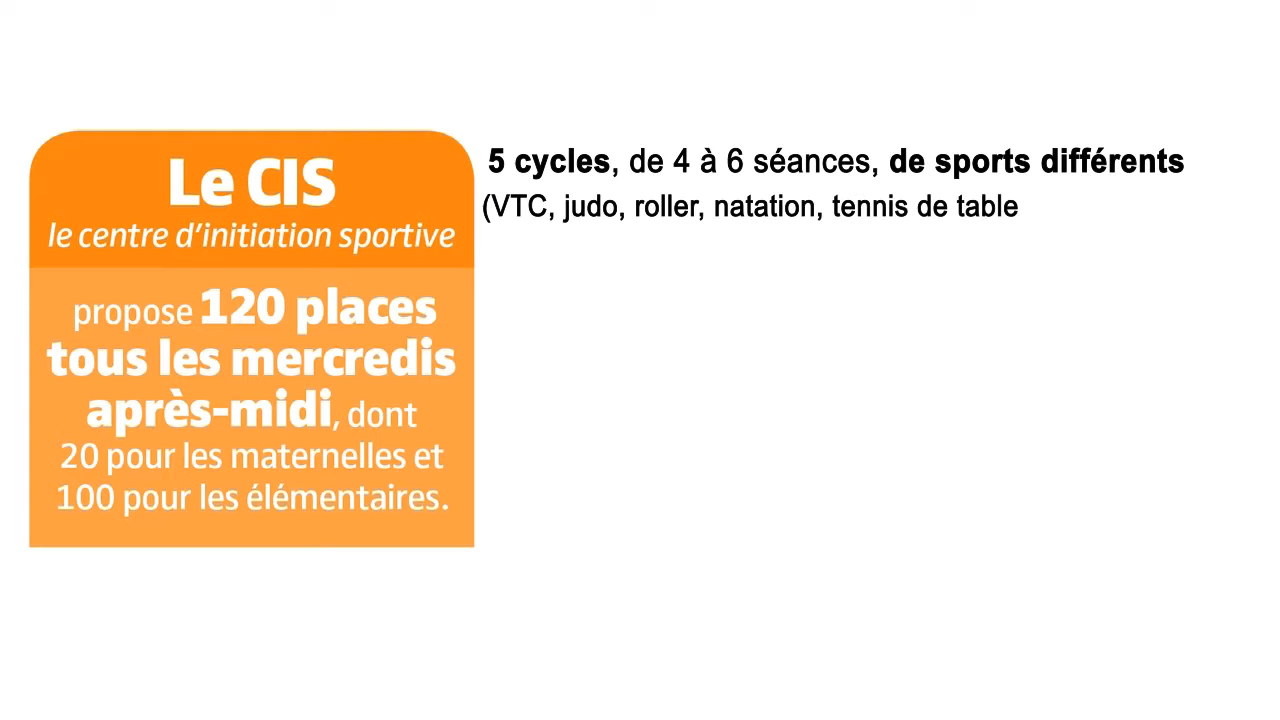 Le CIS
le centre d'initiation sportive
propose 120 places
tous les mercredis
après-midi, dont
20 pour les maternelles et
100 pour les élémentaires.
5 cycles, de 4 à 6 séances, de sports différents
(VTC, judo, roller, natation, tennis de table